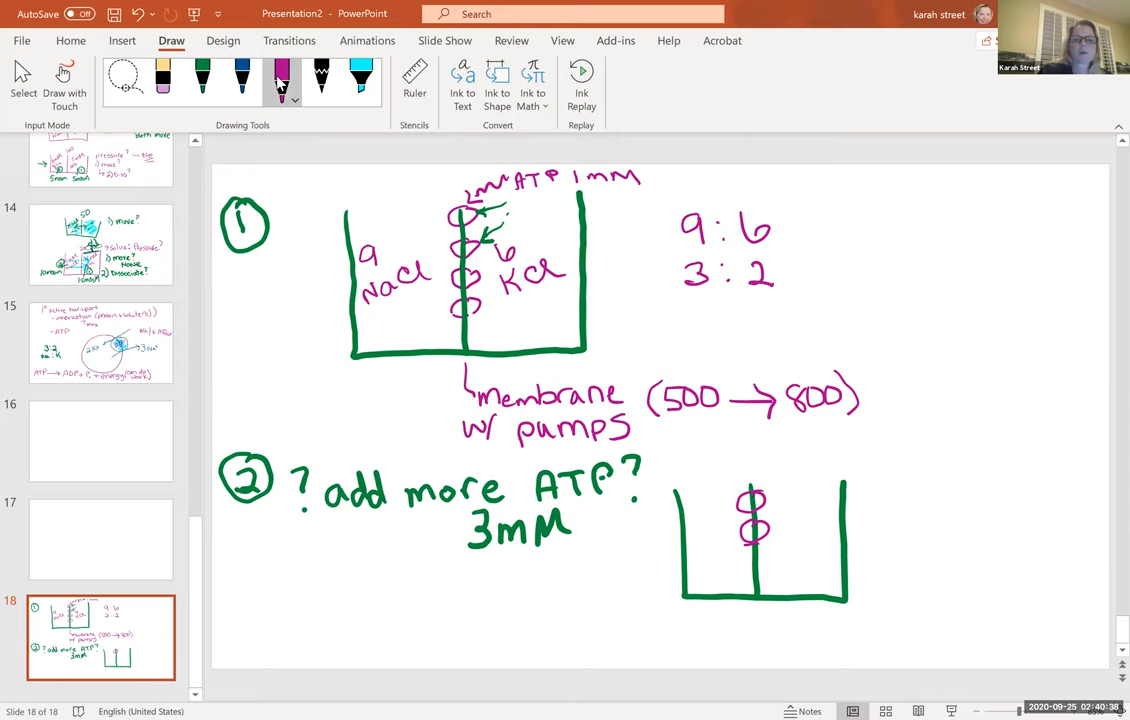 AutoSave Off
Presentation2 - PowerPoint
Search
karah street
File Home Insert Draw Design Transitions Animations Slide Show Review View Add-ins Help Acrobat
Karah Street
Select
Draw with Touch
Ruler
Ink to Text
Ink to Shape
Ink to Math
Ink Replay
Input Mode
Drawing Tools
Stencils
Convert
Replay
14
15
16
17
18
1
ATP 1mM
9
NaCl
6
KCl
9:6
3:2
membrane (500 → 800)
w/ pumps
2 ? add more ATP?
3mM
Slide 18 of 18
English (United States)
Notes
2020-09-25 02:40:38